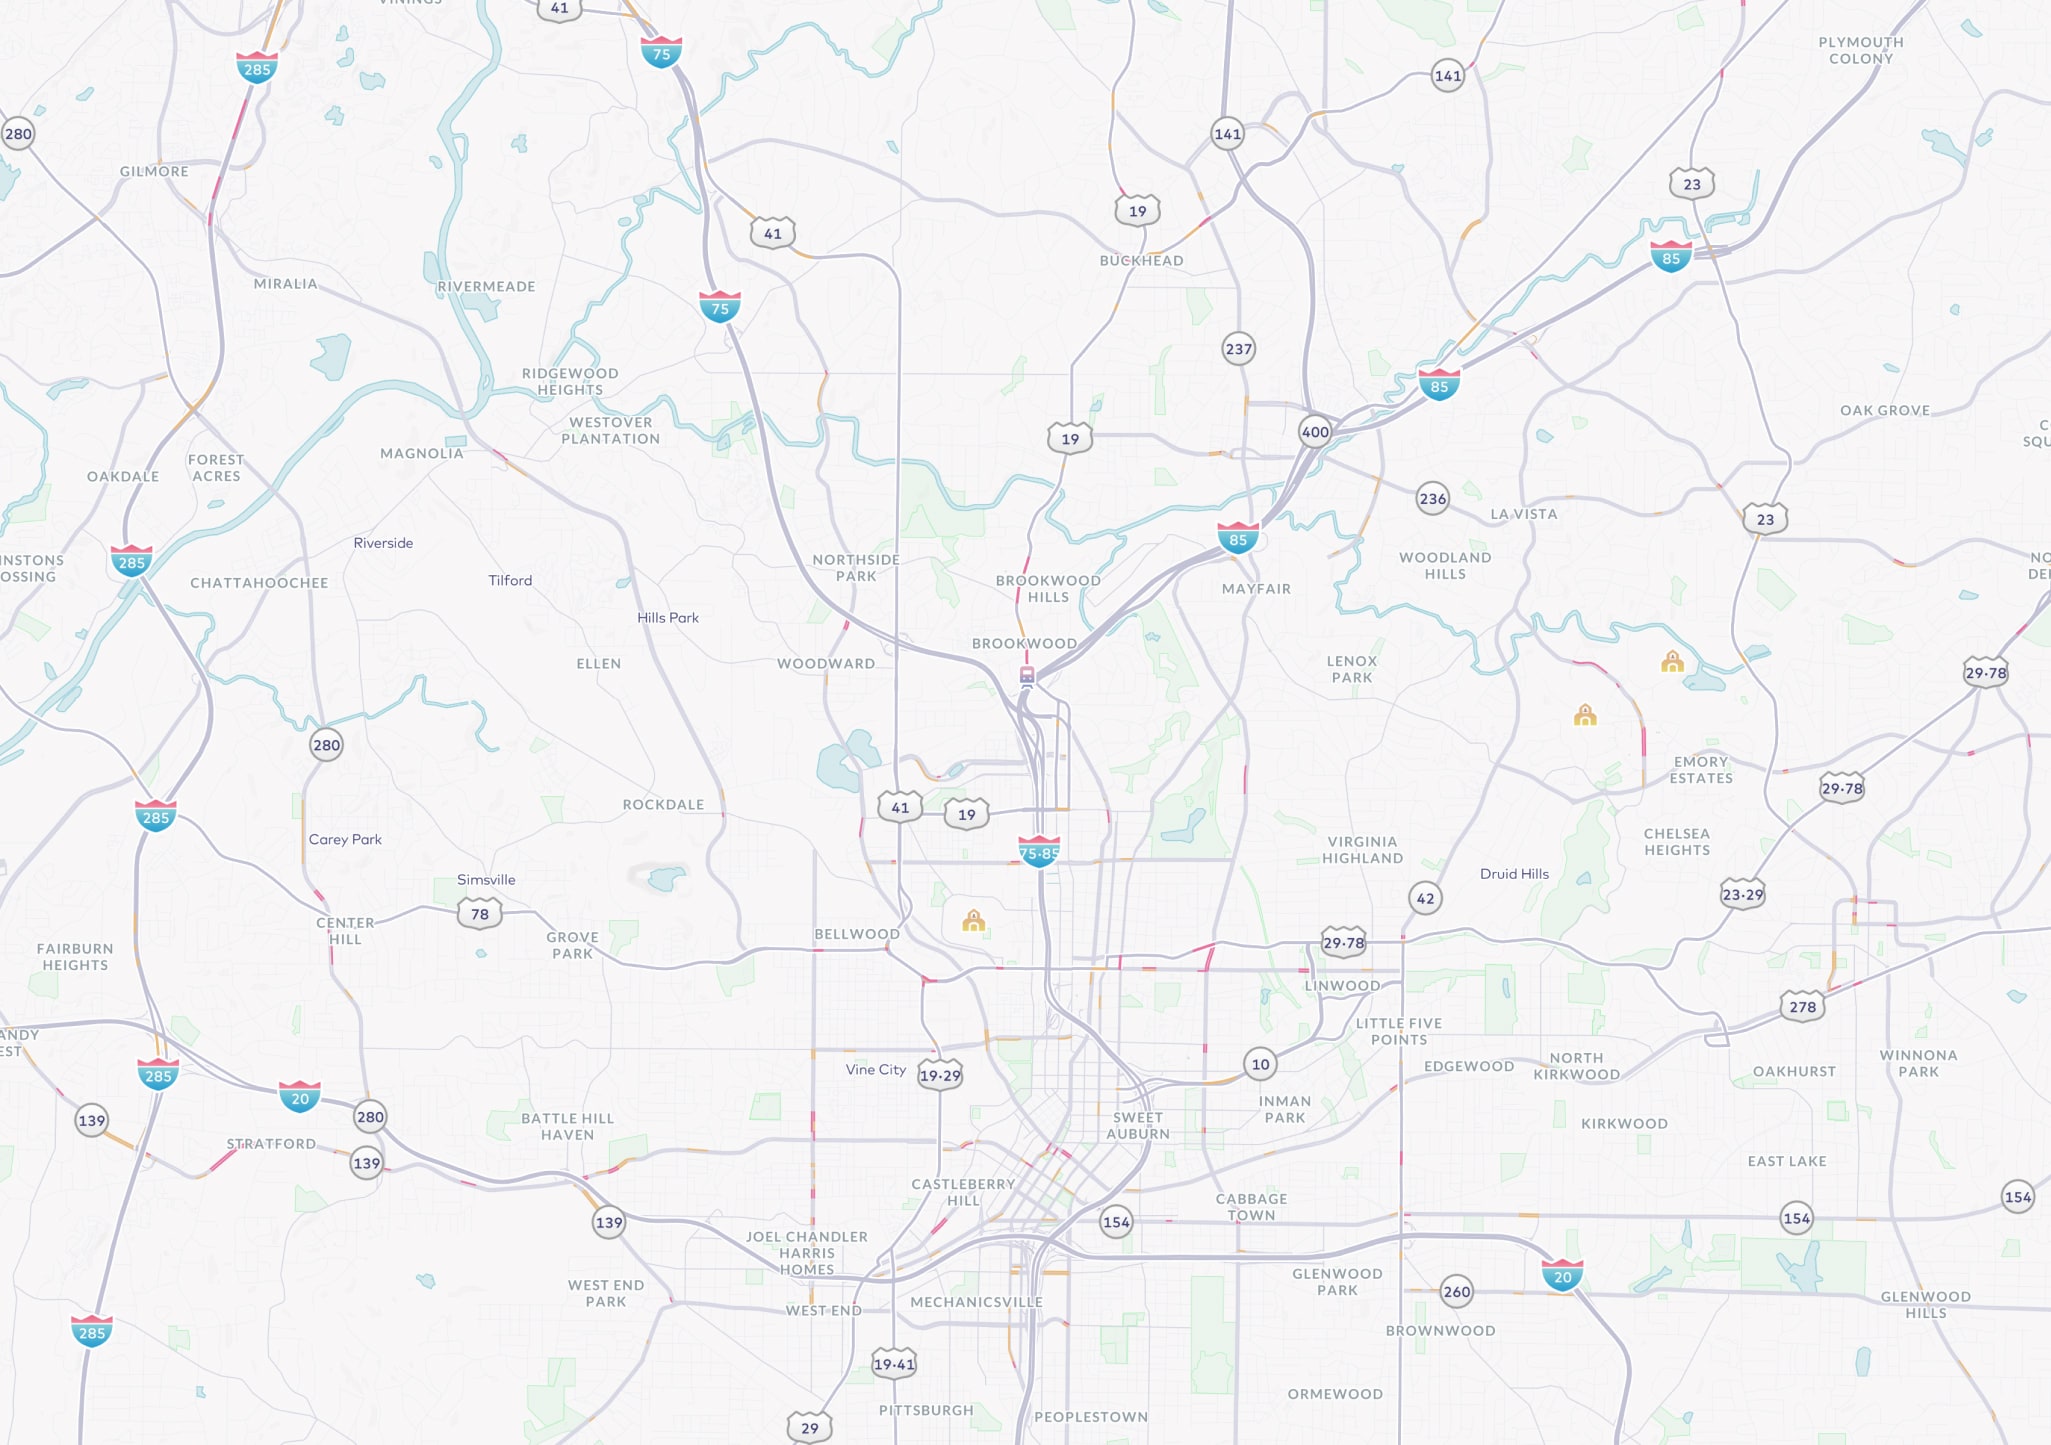 VININGS
41
75
285
PLYMOUTH
COLONY
141
280
141
GILMORE
23
19
41
BUCKHEAD
85
MIRALIA
RIVERMEADE
75
237
RIDGEWOOD
HEIGHTS
85
OAK GROVE
WESTOVER
PLANTATION
400
19
MAGNOLIA
FOREST
ACRES
OAKDALE
236
LA VISTA
23
85
Riverside
285
NORTHSIDE
PARK
WOODLAND
HILLS
CHATTAHOOCHEE
Tilford
BROOKWOOD
HILLS
MAYFAIR
Hills Park
BROOKWOOD
ELLEN
WOODWARD
LENOX
PARK
29·78
280
EMORY
ESTATES
29·78
ROCKDALE
41
19
285
Carey Park
CHELSEA
HEIGHTS
VIRGINIA
HIGHLAND
75·85
Simsville
Druid Hills
23·29
42
78
CENTER
HILL
BELLWOOD
GROVE
PARK
29·78
FAIRBURN
HEIGHTS
LINWOOD
278
LITTLE FIVE
POINTS
ANDY
EST
10
EDGEWOOD
NORTH
KIRKWOOD
WINNONA
PARK
OAKHURST
Vine City
19·29
285
20
INMAN
PARK
139
280
BATTLE HILL
HAVEN
SWEET
AUBURN
KIRKWOOD
STRATFORD
139
EAST LAKE
CASTLEBERRY
HILL
CABBAGE
TOWN
154
139
154
154
JOEL CHANDLER
HARRIS
HOMES
GLENWOOD
PARK
20
260
WEST END
PARK
WEST END
MECHANICSVILLE
GLENWOOD
HILLS
285
BROWNWOOD
19·41
ORMEWOOD
PITTSBURGH
PEOPLESTOWN
29
INSTONS
OSSING